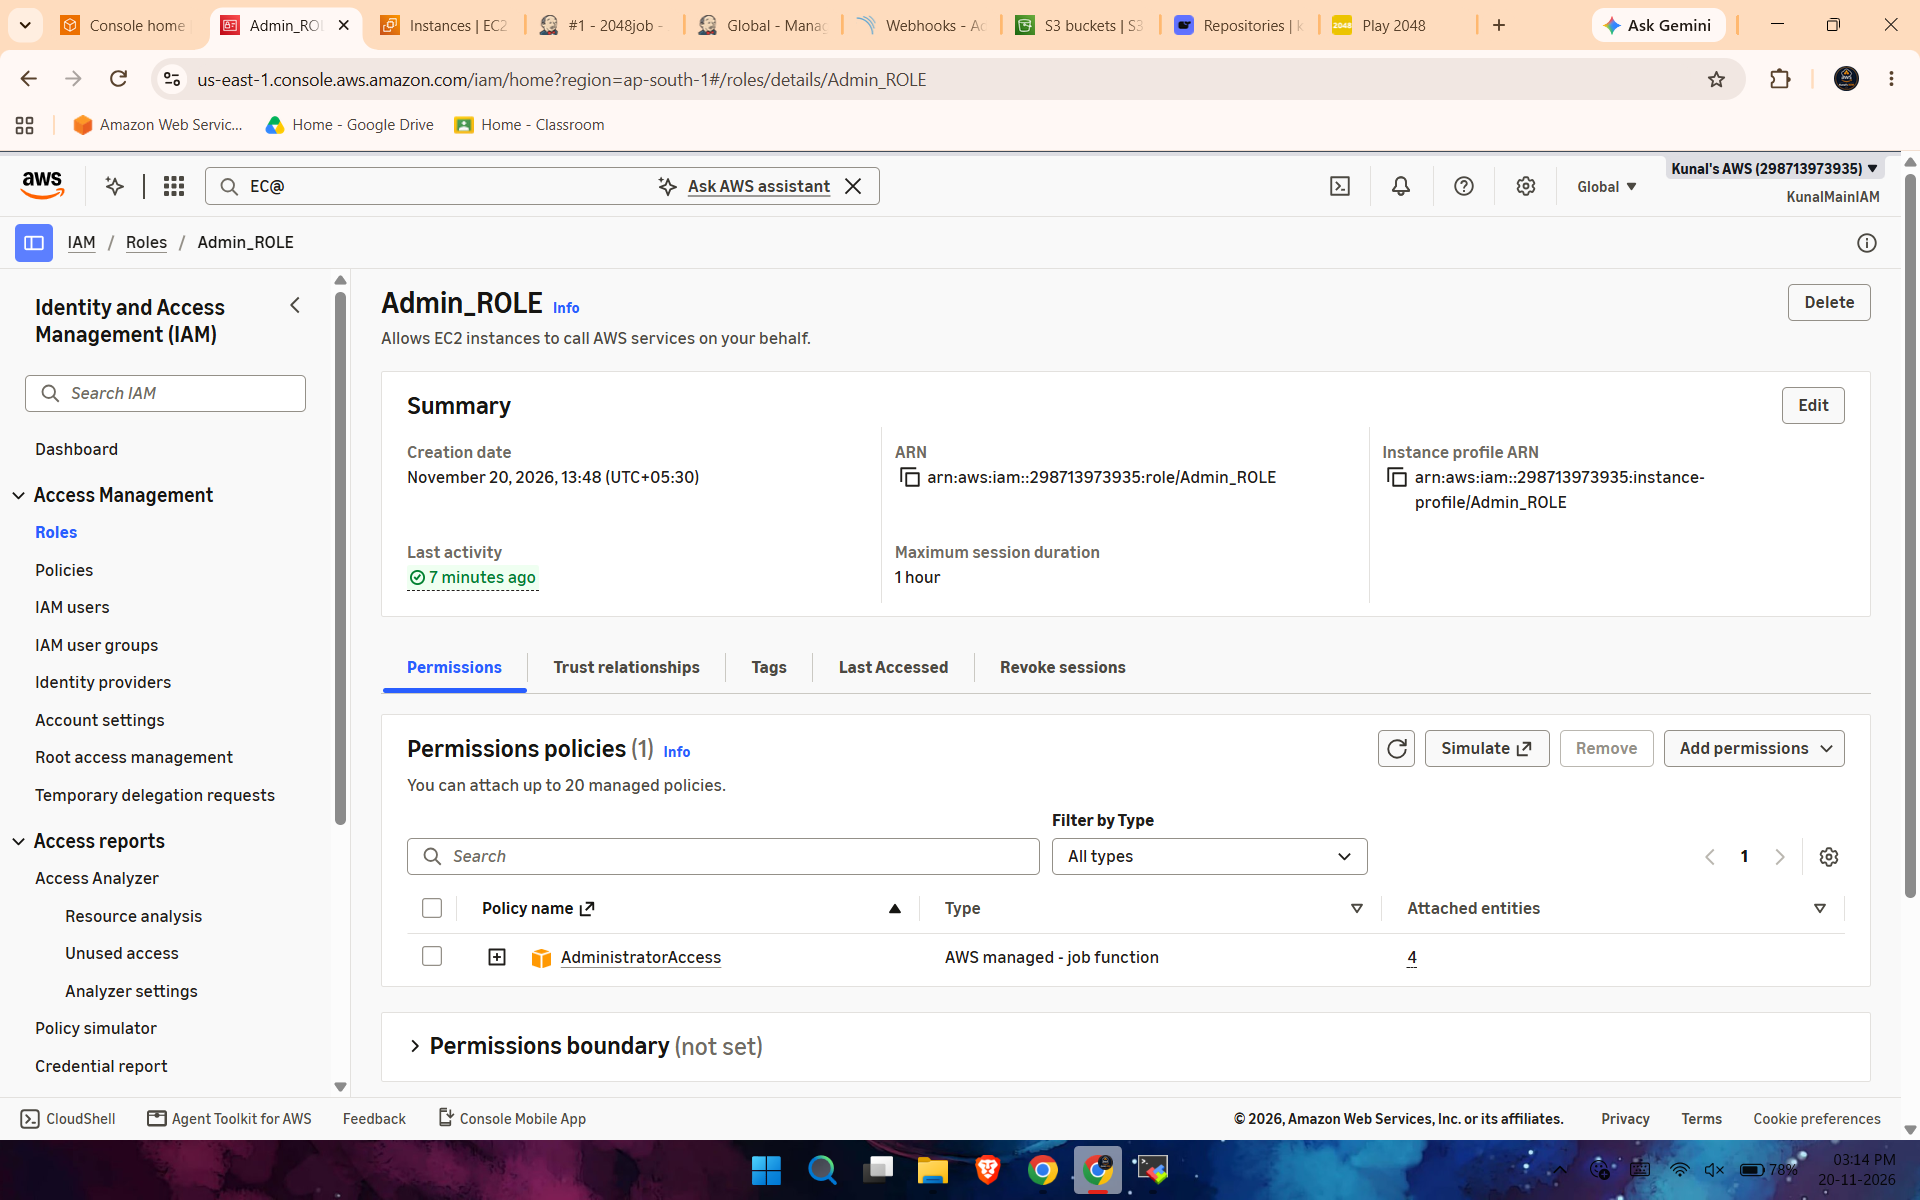 Console home
Admin_RO
Instances | EC2
#1 - 2048job -
Global - Manag
Webhooks - Ad
S3 buckets | S3
Repositories | k
2048
Play 2048
Ask Gemini
us-east-1.console.aws.amazon.com/iam/home?region=ap-south-1#/roles/details/Admin_ROLE
Amazon Web Servic...
Home - Google Drive
Home - Classroom
aws
EC@
Ask AWS assistant
Global
Kunal's AWS (298713973935)
KunalMainIAM
IAM / Roles / Admin_ROLE
Identity and Access
Management (IAM)
Search IAM
Dashboard
Access Management
Roles
Policies
IAM users
IAM user groups
Identity providers
Account settings
Root access management
Temporary delegation requests
Access reports
Access Analyzer
Resource analysis
Unused access
Analyzer settings
Policy simulator
Credential report
Admin_ROLE Info
Delete
Allows EC2 instances to call AWS services on your behalf.
Summary
Edit
Creation date
November 20, 2026, 13:48 (UTC+05:30)
ARN
arn:aws:iam::298713973935:role/Admin_ROLE
Instance profile ARN
arn:aws:iam::298713973935:instance-
profile/Admin_ROLE
Last activity
7 minutes ago
Maximum session duration
1 hour
Permissions
Trust relationships
Tags
Last Accessed
Revoke sessions
Permissions policies (1) Info
Simulate
Remove
Add permissions
You can attach up to 20 managed policies.
Filter by Type
Search
All types
1
Policy name
Type
Attached entities
AdministratorAccess
AWS managed - job function
4
Permissions boundary (not set)
CloudShell
Agent Toolkit for AWS
Feedback
Console Mobile App
© 2026, Amazon Web Services, Inc. or its affiliates.
Privacy
Terms
Cookie preferences
78%
03:14 PM
20-11-2026